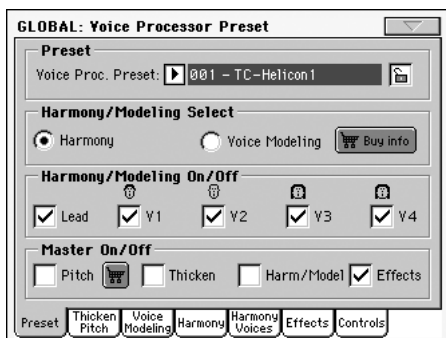 GLOBAL: Voice Processor Preset
Preset
Voice Proc. Preset: 001 - TC-Helicon1
Harmony/Modeling Select
Harmony Voice Modeling Buy info
Harmony/Modeling On/Off
Lead V1 V2 V3 V4
Master On/Off
Pitch Thicken Harm/Model Effects
Preset Thicken Pitch Voice Modeling Harmony Harmony Voices Effects Controls